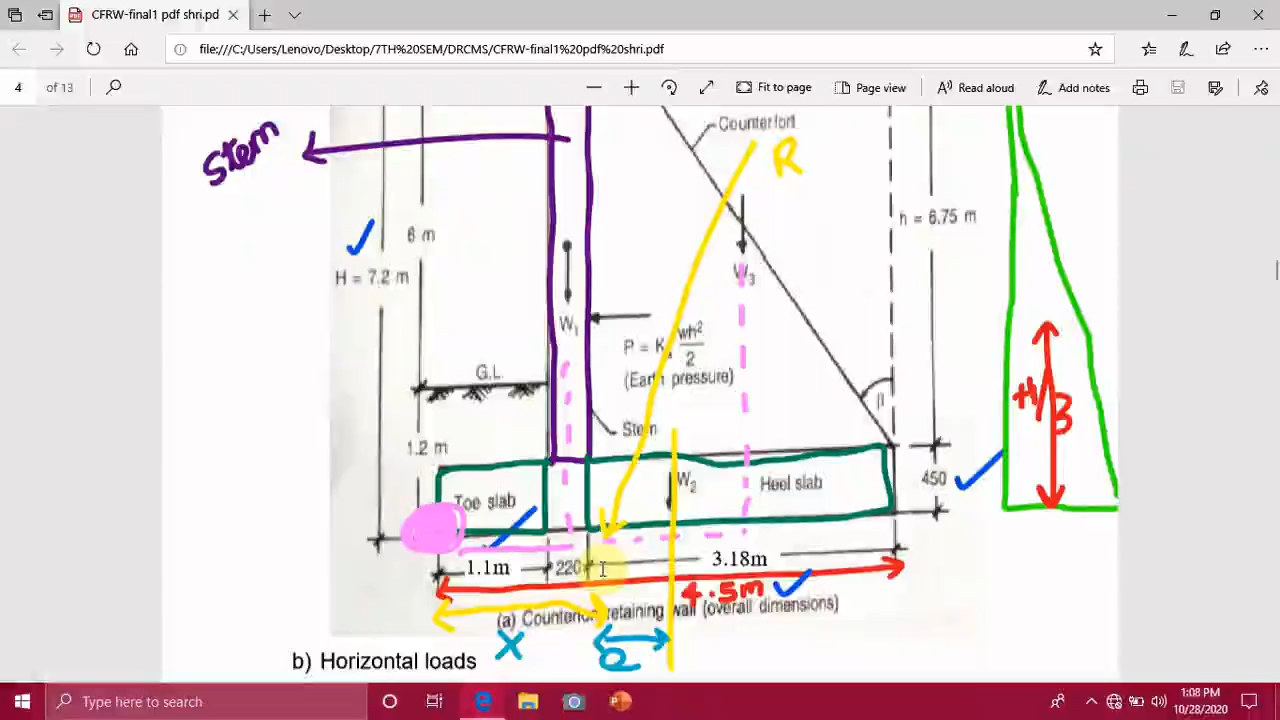 CFRW-final1 pdf shri.pd
file:///C:/Users/Lenovo/Desktop/7TH%20SEM/DRCMS/CFRW-final1%20pdf%20shri.pdf
4 of 13
Fit to page
Page view
Read aloud
Add notes
Stem
Counterfort
R
6 m
H = 7.2 m
h = 6.75 m
W3
W1
P = K wh²/2
(Earth pressure)
H/3
G.L.
β
Stem
1.2 m
W2
Toe slab
Heel slab
450
1.1m
220
3.18m
4.5m
(a) Counterfort retaining wall (overall dimensions)
X
e
b) Horizontal loads
Type here to search
1:08 PM
10/28/2020